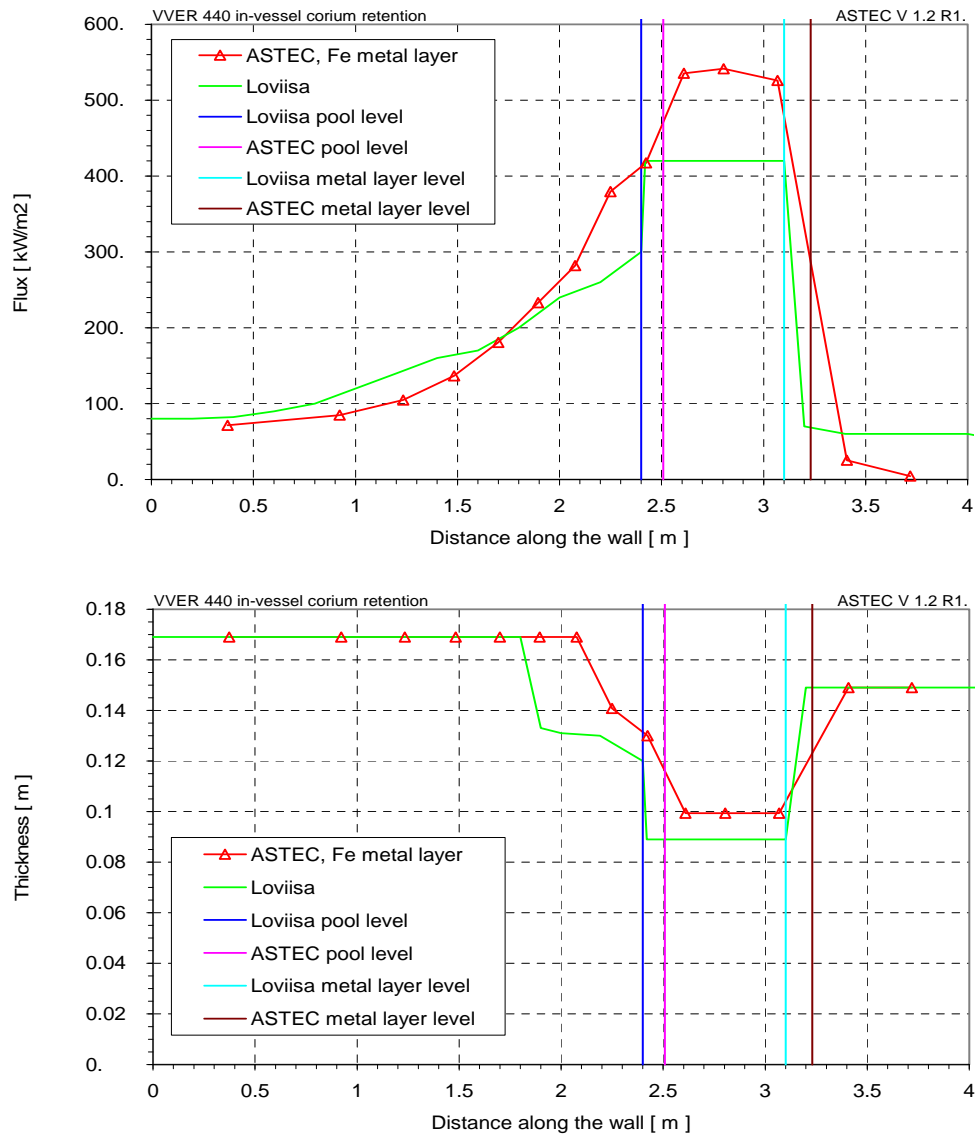 VVER 440 in-vessel corium retention ASTEC V 1.2 R1.
600.
500.
400.
300.
200.
100.
0.
Flux [ kW/m2 ]
ASTEC, Fe metal layer
Loviisa
Loviisa pool level
ASTEC pool level
Loviisa metal layer level
ASTEC metal layer level
0 0.5 1 1.5 2 2.5 3 3.5 4
Distance along the wall [ m ]
VVER 440 in-vessel corium retention ASTEC V 1.2 R1.
0.18
0.16
0.14
0.12
0.1
0.08
0.06
0.04
0.02
0.
Thickness [ m ]
ASTEC, Fe metal layer
Loviisa
Loviisa pool level
ASTEC pool level
Loviisa metal layer level
ASTEC metal layer level
0 0.5 1 1.5 2 2.5 3 3.5 4
Distance along the wall [ m ]